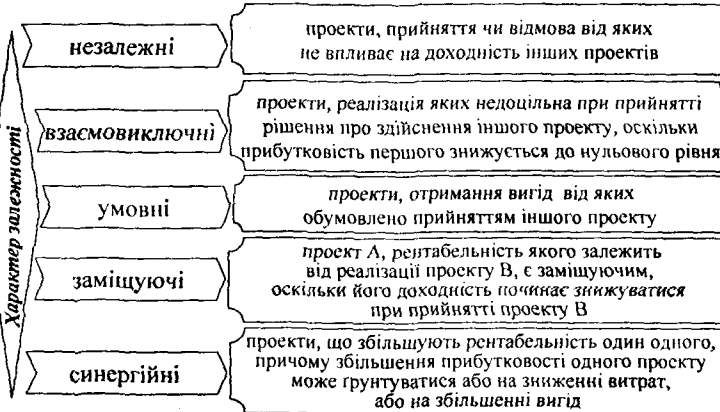 Характер залежності
незалежні
проекти, прийняття чи відмова від яких
не впливає на доходність інших проектів
взаємовиключні
проекти, реалізація яких недоцільна при прийнятті
рішення про здійснення іншого проекту, оскільки
прибутковість першого знижується до нульового рівня
умовні
проекти, отримання вигід від яких
обумовлено прийняттям іншого проекту
заміщуючі
проект А, рентабельність якого залежить
від реалізації проекту В, є заміщуючим,
оскільки його доходність починає знижуватися
при прийнятті проекту В
синергійні
проекти, що збільшують рентабельність один одного,
причому збільшення прибутковості одного проекту
може ґрунтуватися або на зниженні витрат,
або на збільшенні вигід